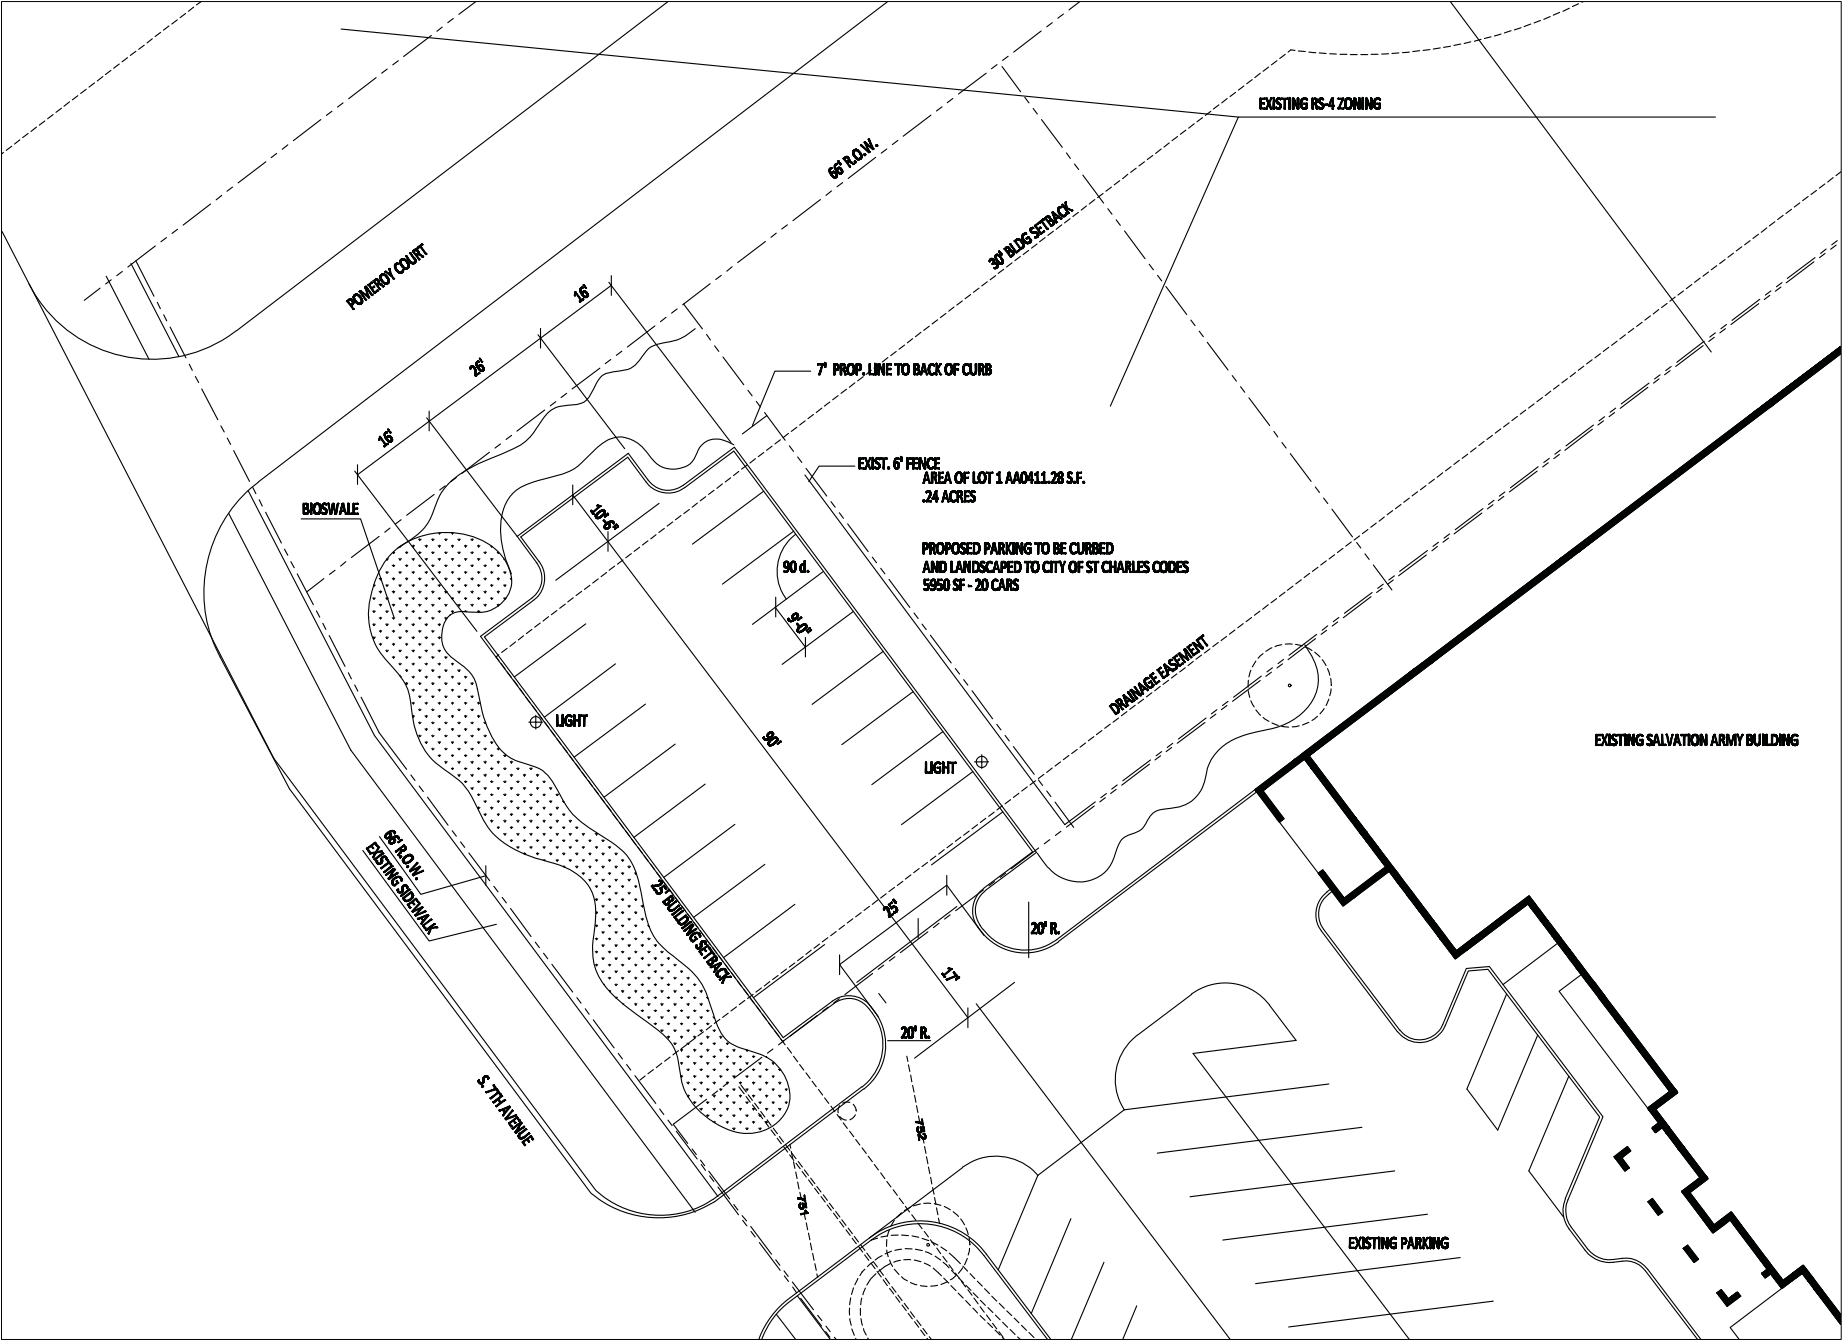 EXISTING RS-4 ZONING
66' R.O.W.
30' BLDG SETBACK
POMEROY COURT
16'
26'
16'
7' PROP. LINE TO BACK OF CURB
EXIST. 6' FENCE
AREA OF LOT 1 AA0411.28 S.F.
.24 ACRES
BIOSWALE
10'-6"
PROPOSED PARKING TO BE CURBED
AND LANDSCAPED TO CITY OF ST CHARLES CODES
5950 SF - 20 CARS
90 d.
9'-0"
DRAINAGE EASEMENT
LIGHT
90'
LIGHT
EXISTING SALVATION ARMY BUILDING
66' R.O.W.
EXISTING SIDEWALK
25' BUILDING SETBACK
25'
20' R.
17'
20' R.
S. 7TH AVENUE
752
751
EXISTING PARKING